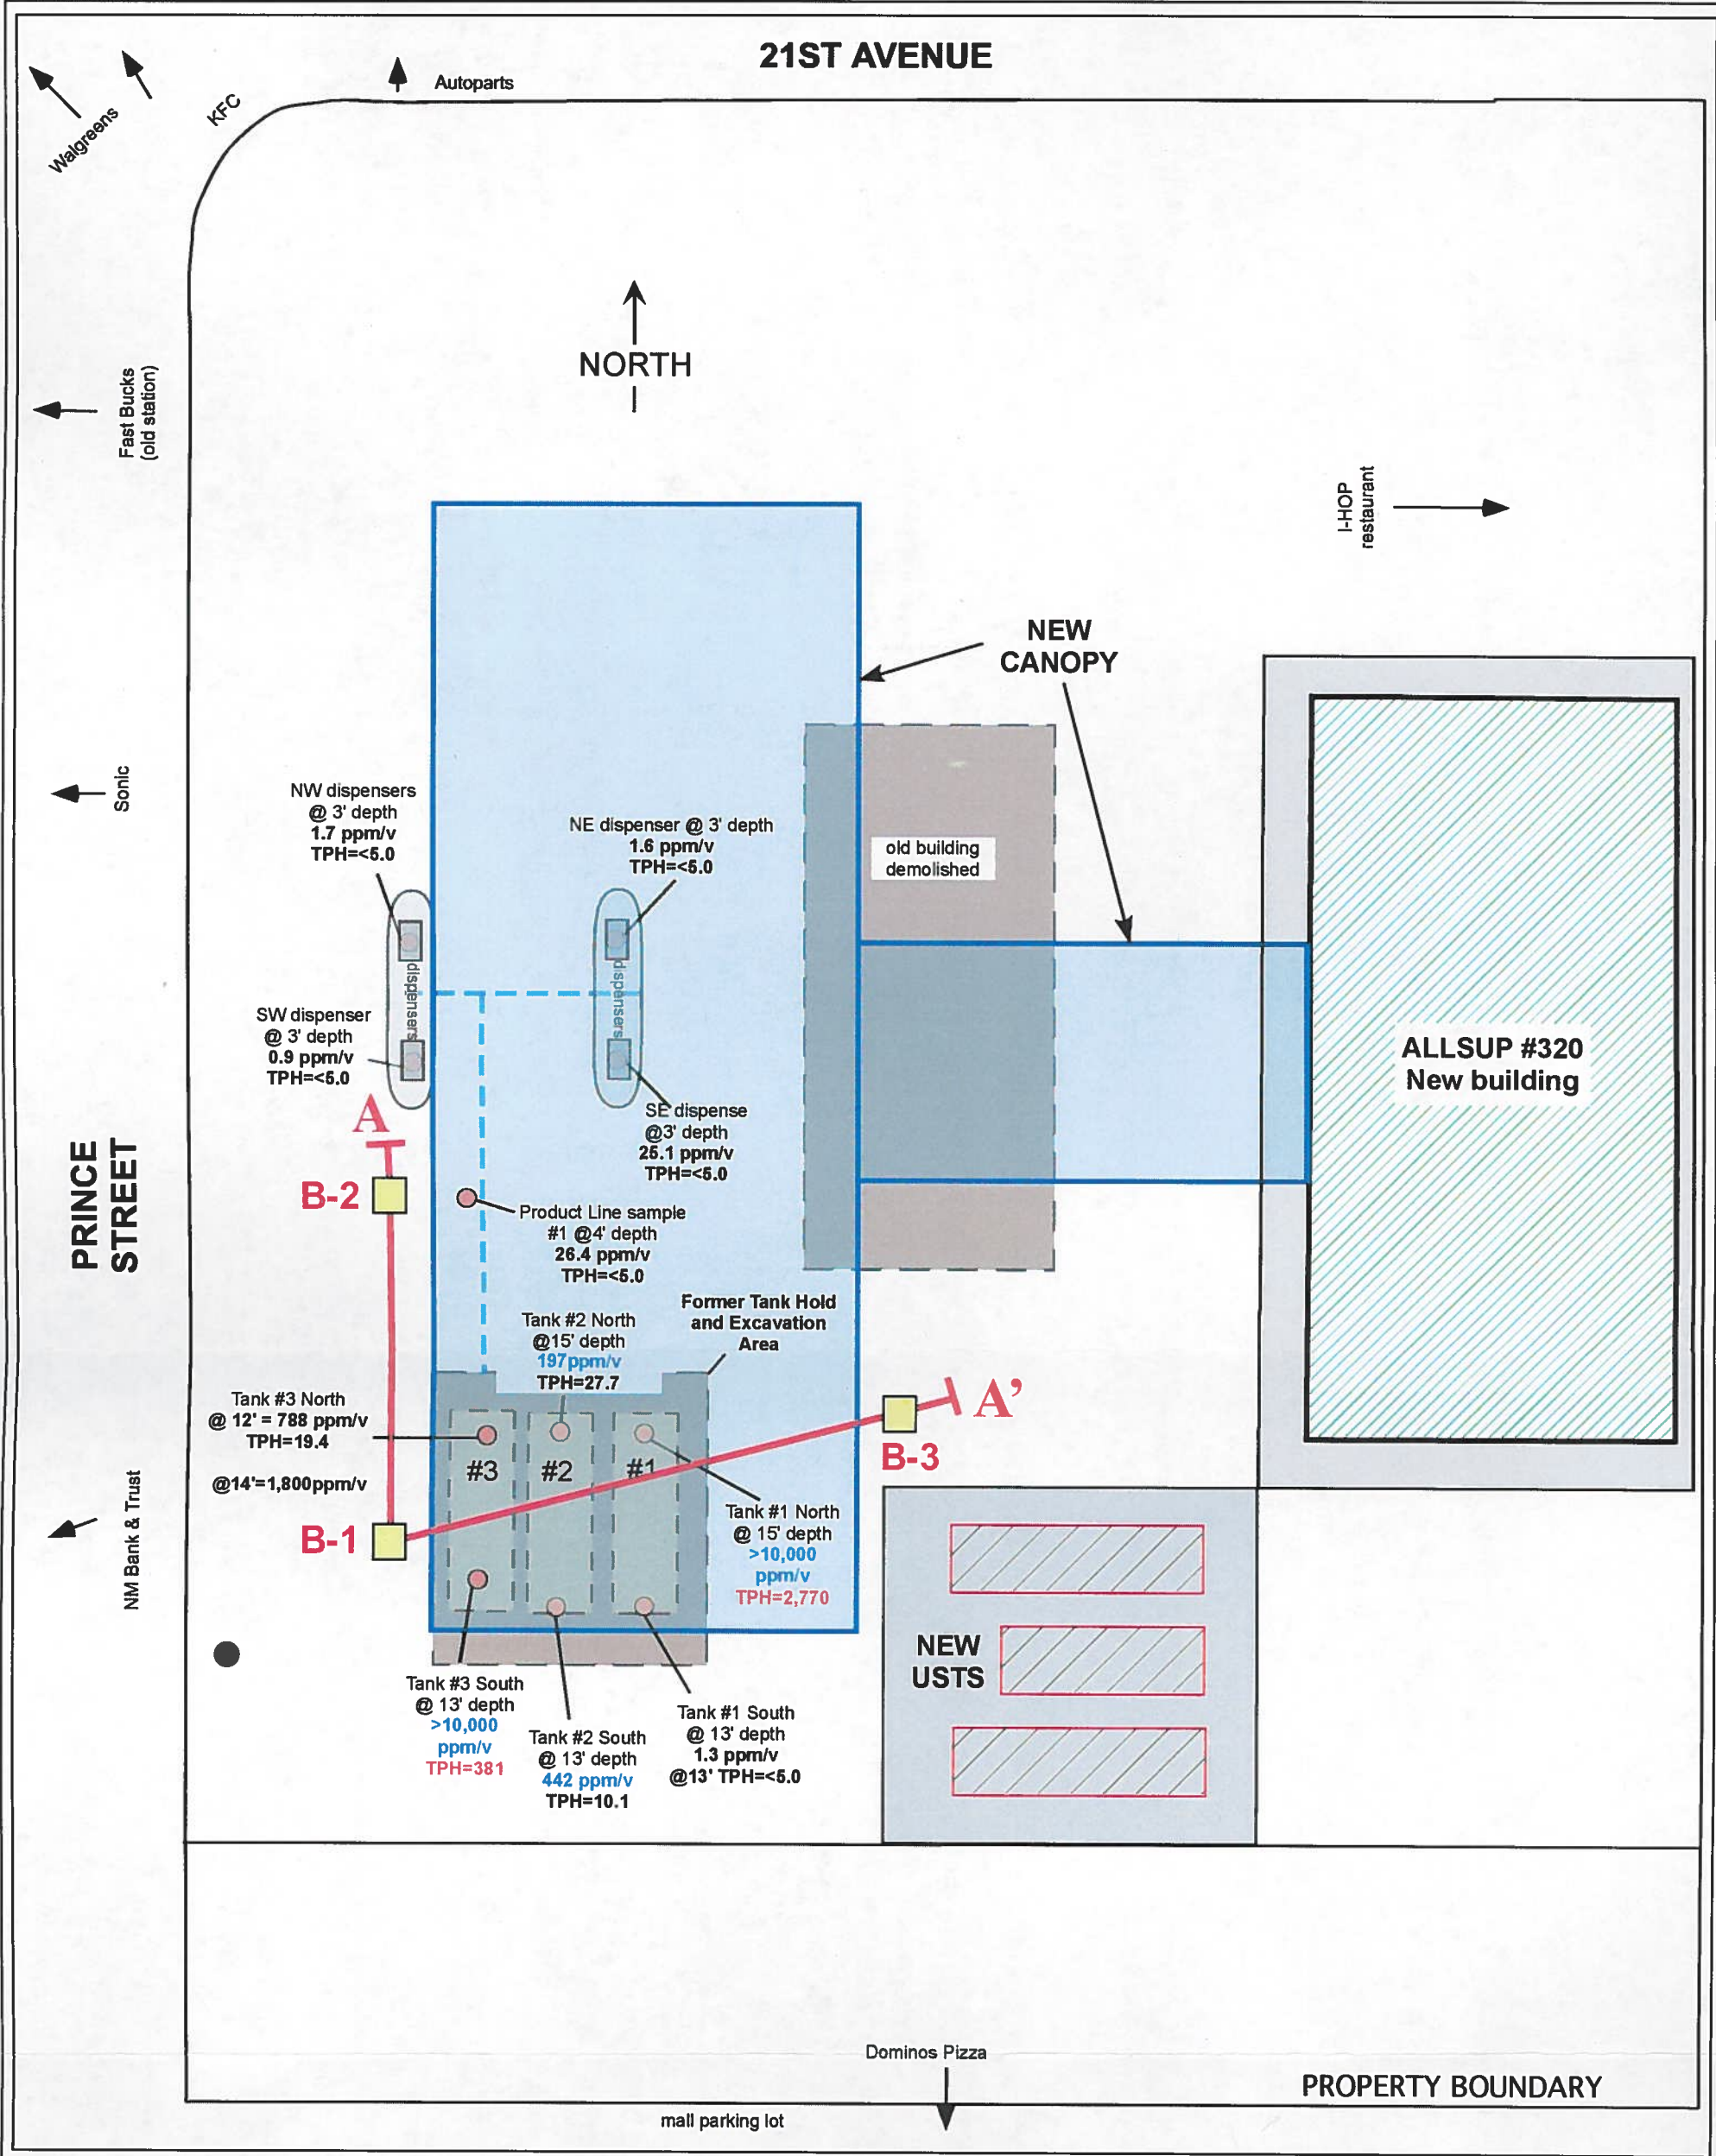 21ST AVENUE
Autoparts
KFC
Walgreens
NORTH
Fast Bucks
(old station)
I-HOP
restaurant
NEW
CANOPY
Sonic
NW dispensers
@ 3' depth
1.7 ppm/v
TPH=<5.0
NE dispenser @ 3' depth
1.6 ppm/v
TPH=<5.0
old building
demolished
dispensers
dispensers
SW dispenser
@ 3' depth
0.9 ppm/v
TPH=<5.0
ALLSUP #320
New building
A
SE dispense
@3' depth
25.1 ppm/v
TPH=<5.0
PRINCE
STREET
B-2
Product Line sample
#1 @4' depth
26.4 ppm/v
TPH=<5.0
Former Tank Hold
and Excavation
Area
Tank #2 North
@15' depth
197ppm/v
TPH=27.7
Tank #3 North
@ 12' = 788 ppm/v
TPH=19.4
@14'=1,800ppm/v
A'
B-3
#3
#2
#1
NM Bank & Trust
B-1
Tank #1 North
@ 15' depth
>10,000
ppm/v
TPH=2,770
NEW
USTS
Tank #3 South
@ 13' depth
>10,000
ppm/v
TPH=381
Tank #2 South
@ 13' depth
442 ppm/v
TPH=10.1
Tank #1 South
@ 13' depth
1.3 ppm/v
@13' TPH=<5.0
Dominos Pizza
PROPERTY BOUNDARY
mall parking lot